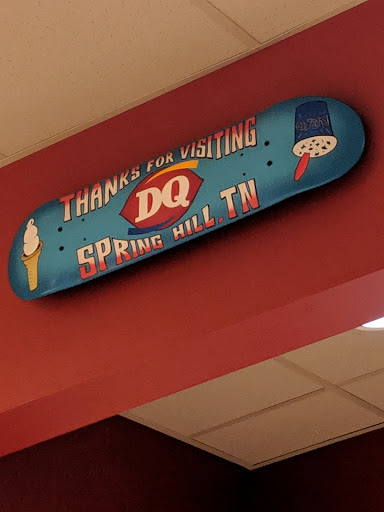 THANKS FOR VISITING
DQ
SPRING HILL, TN